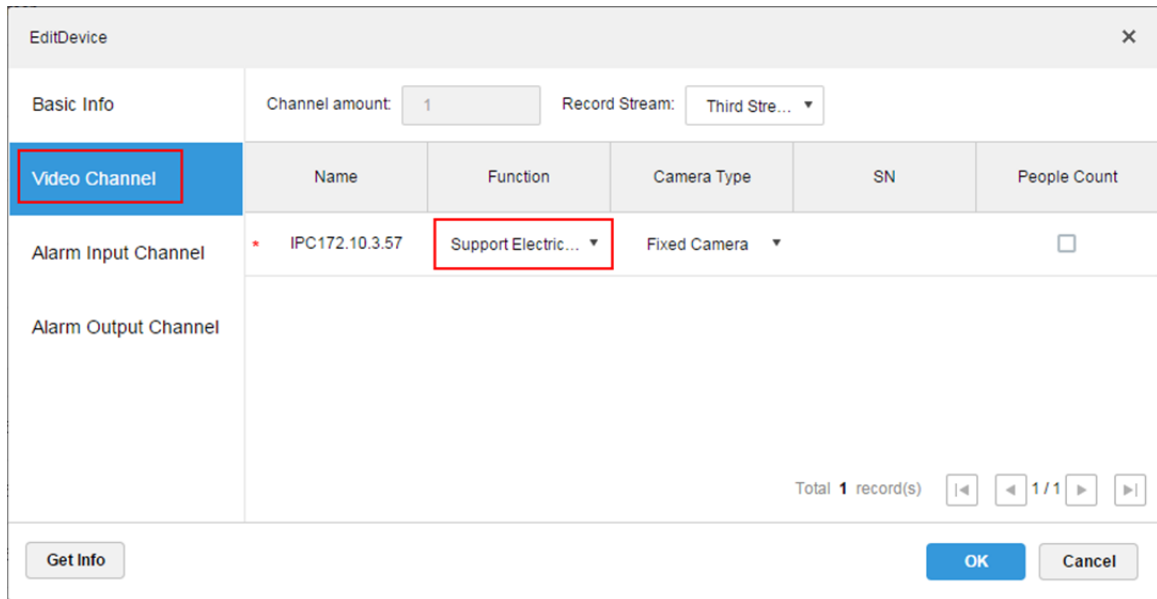 EditDevice ×
Basic Info
Channel amount: 1 Record Stream: Third Stre...
Video Channel
Name Function Camera Type SN People Count
Alarm Input Channel
* IPC172.10.3.57 Support Electric... Fixed Camera
Alarm Output Channel
Total 1 record(s) 1 / 1
Get Info OK Cancel